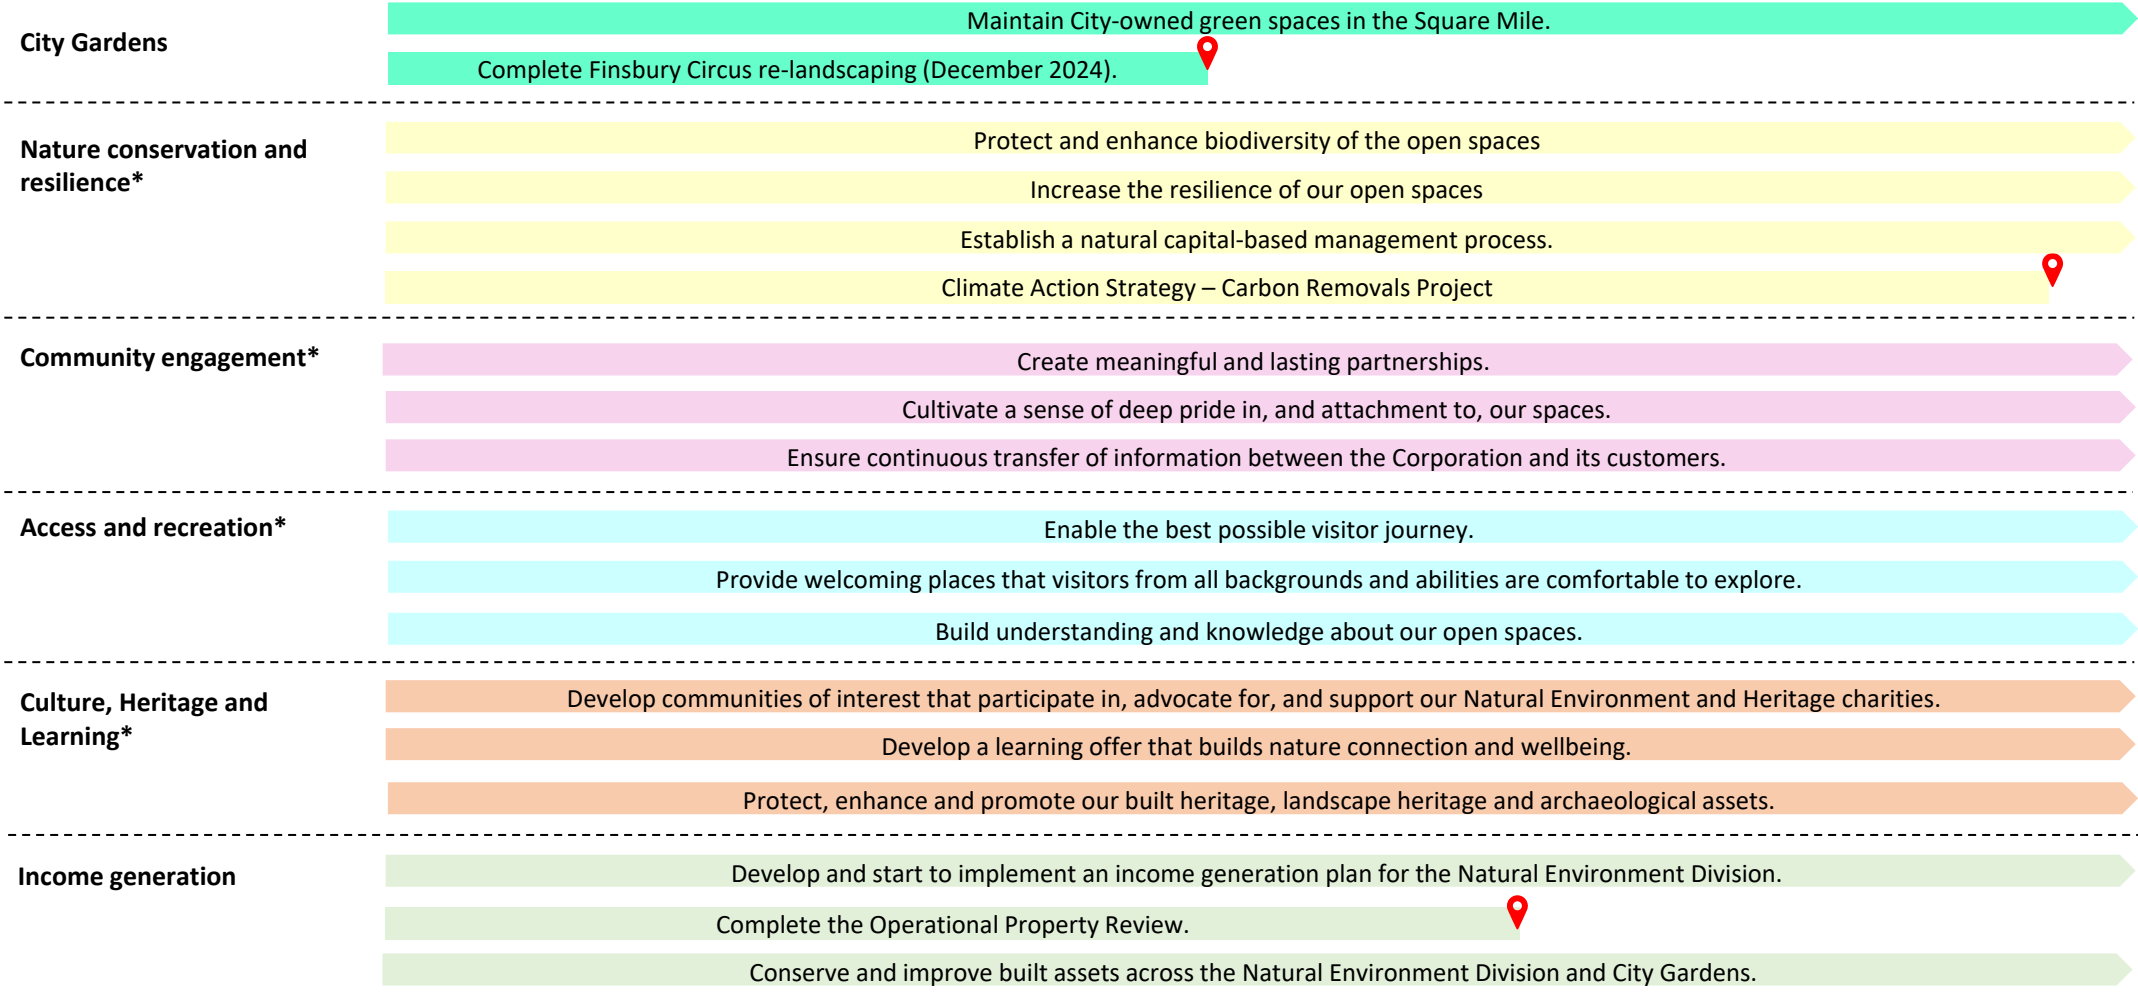 City Gardens
Maintain City-owned green spaces in the Square Mile.
Complete Finsbury Circus re-landscaping (December 2024).
Nature conservation and
resilience*
Protect and enhance biodiversity of the open spaces
Increase the resilience of our open spaces
Establish a natural capital-based management process.
Climate Action Strategy – Carbon Removals Project
Community engagement*
Create meaningful and lasting partnerships.
Cultivate a sense of deep pride in, and attachment to, our spaces.
Ensure continuous transfer of information between the Corporation and its customers.
Access and recreation*
Enable the best possible visitor journey.
Provide welcoming places that visitors from all backgrounds and abilities are comfortable to explore.
Build understanding and knowledge about our open spaces.
Culture, Heritage and
Learning*
Develop communities of interest that participate in, advocate for, and support our Natural Environment and Heritage charities.
Develop a learning offer that builds nature connection and wellbeing.
Protect, enhance and promote our built heritage, landscape heritage and archaeological assets.
Income generation
Develop and start to implement an income generation plan for the Natural Environment Division.
Complete the Operational Property Review.
Conserve and improve built assets across the Natural Environment Division and City Gardens.